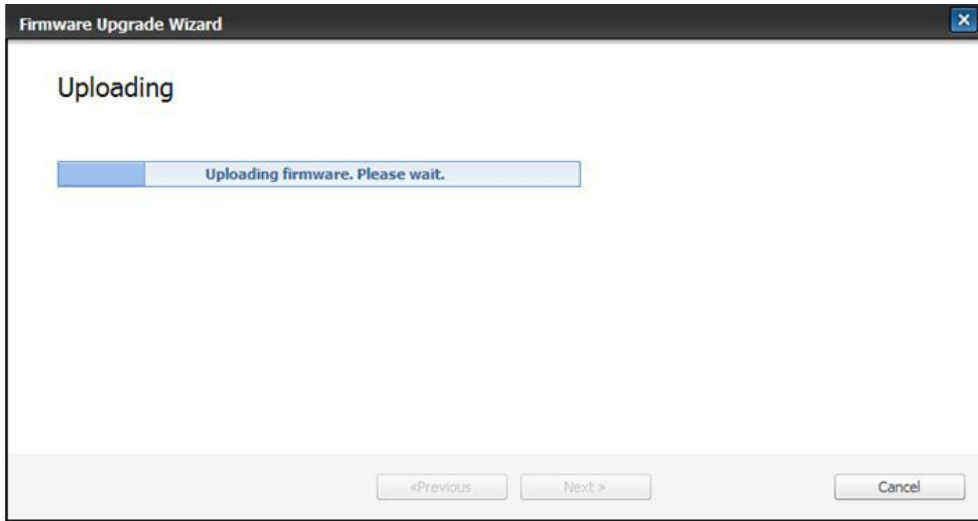 Firmware Upgrade Wizard
Uploading
Uploading firmware. Please wait.
<Previous
Next >
Cancel